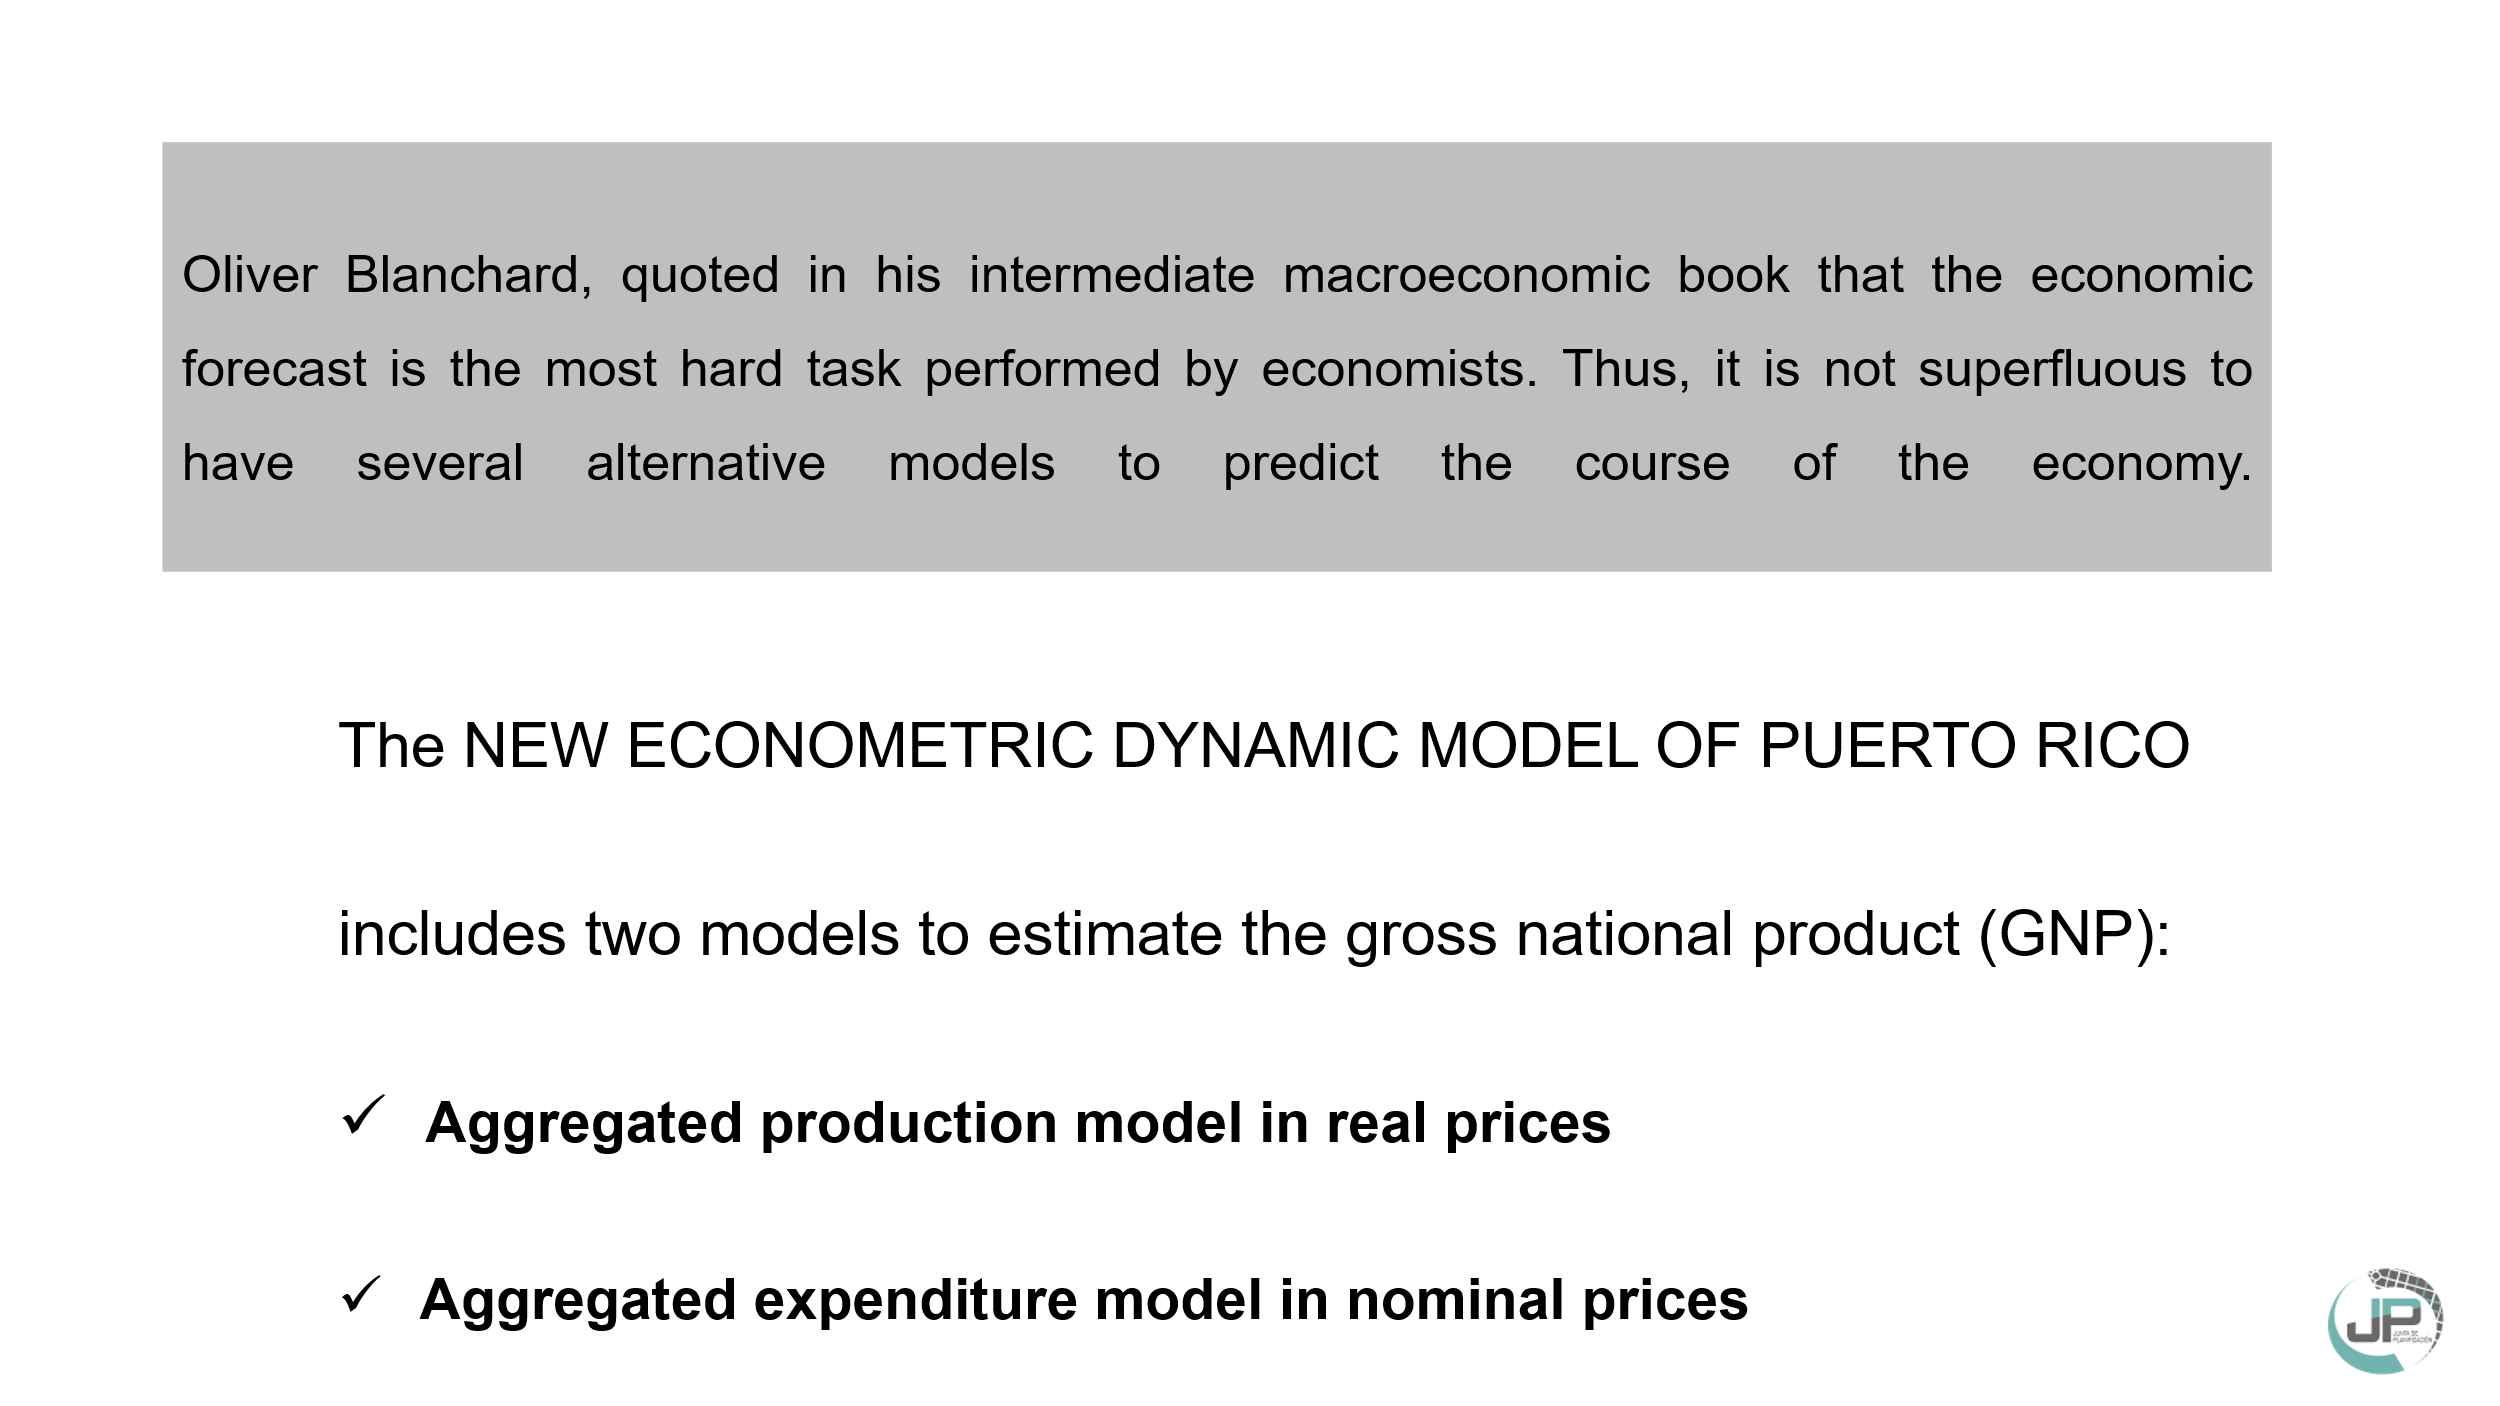 Oliver Blanchard, quoted in his intermediate macroeconomic book that the economic
forecast is the most hard task performed by economists. Thus, it is not superfluous to
have several alternative models to predict the course of the economy.
The NEW ECONOMETRIC DYNAMIC MODEL OF PUERTO RICO
includes two models to estimate the gross national product (GNP):
✓ Aggregated production model in real prices
✓ Aggregated expenditure model in nominal prices
JP
JUNTA DE
PLANIFICACIÓN